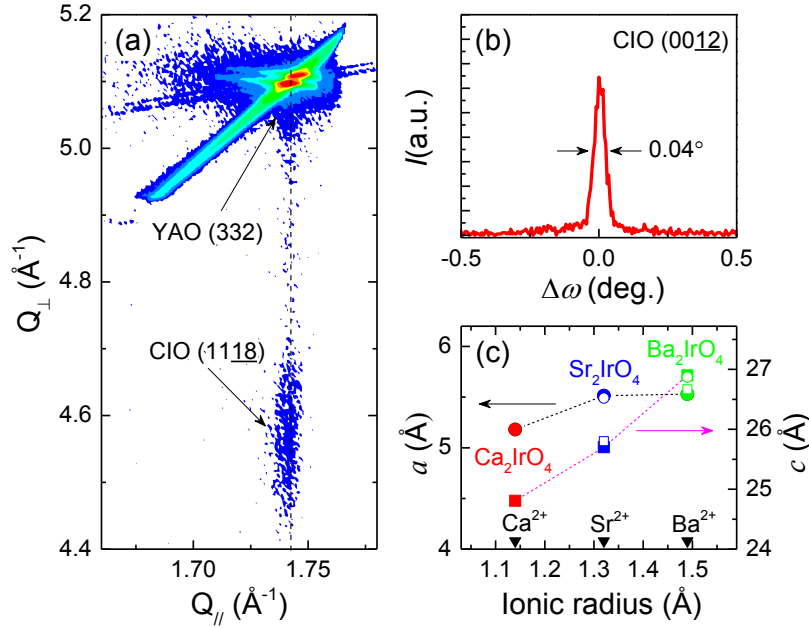 (a)
5.2
5.0
4.8
4.6
4.4
Q⊥ (Å⁻¹)
YAO (332)
CIO (1118)
1.70
1.75
Q// (Å⁻¹)
(b)
CIO (0012)
I(a.u.)
0.04°
-0.5
0.0
0.5
Δω (deg.)
(c)
6
5
4
a (Å)
Sr₂IrO₄
Ba₂IrO₄
Ca₂IrO₄
Ca²⁺
Sr²⁺
Ba²⁺
27
26
25
24
c (Å)
1.1
1.2
1.3
1.4
1.5
Ionic radius (Å)